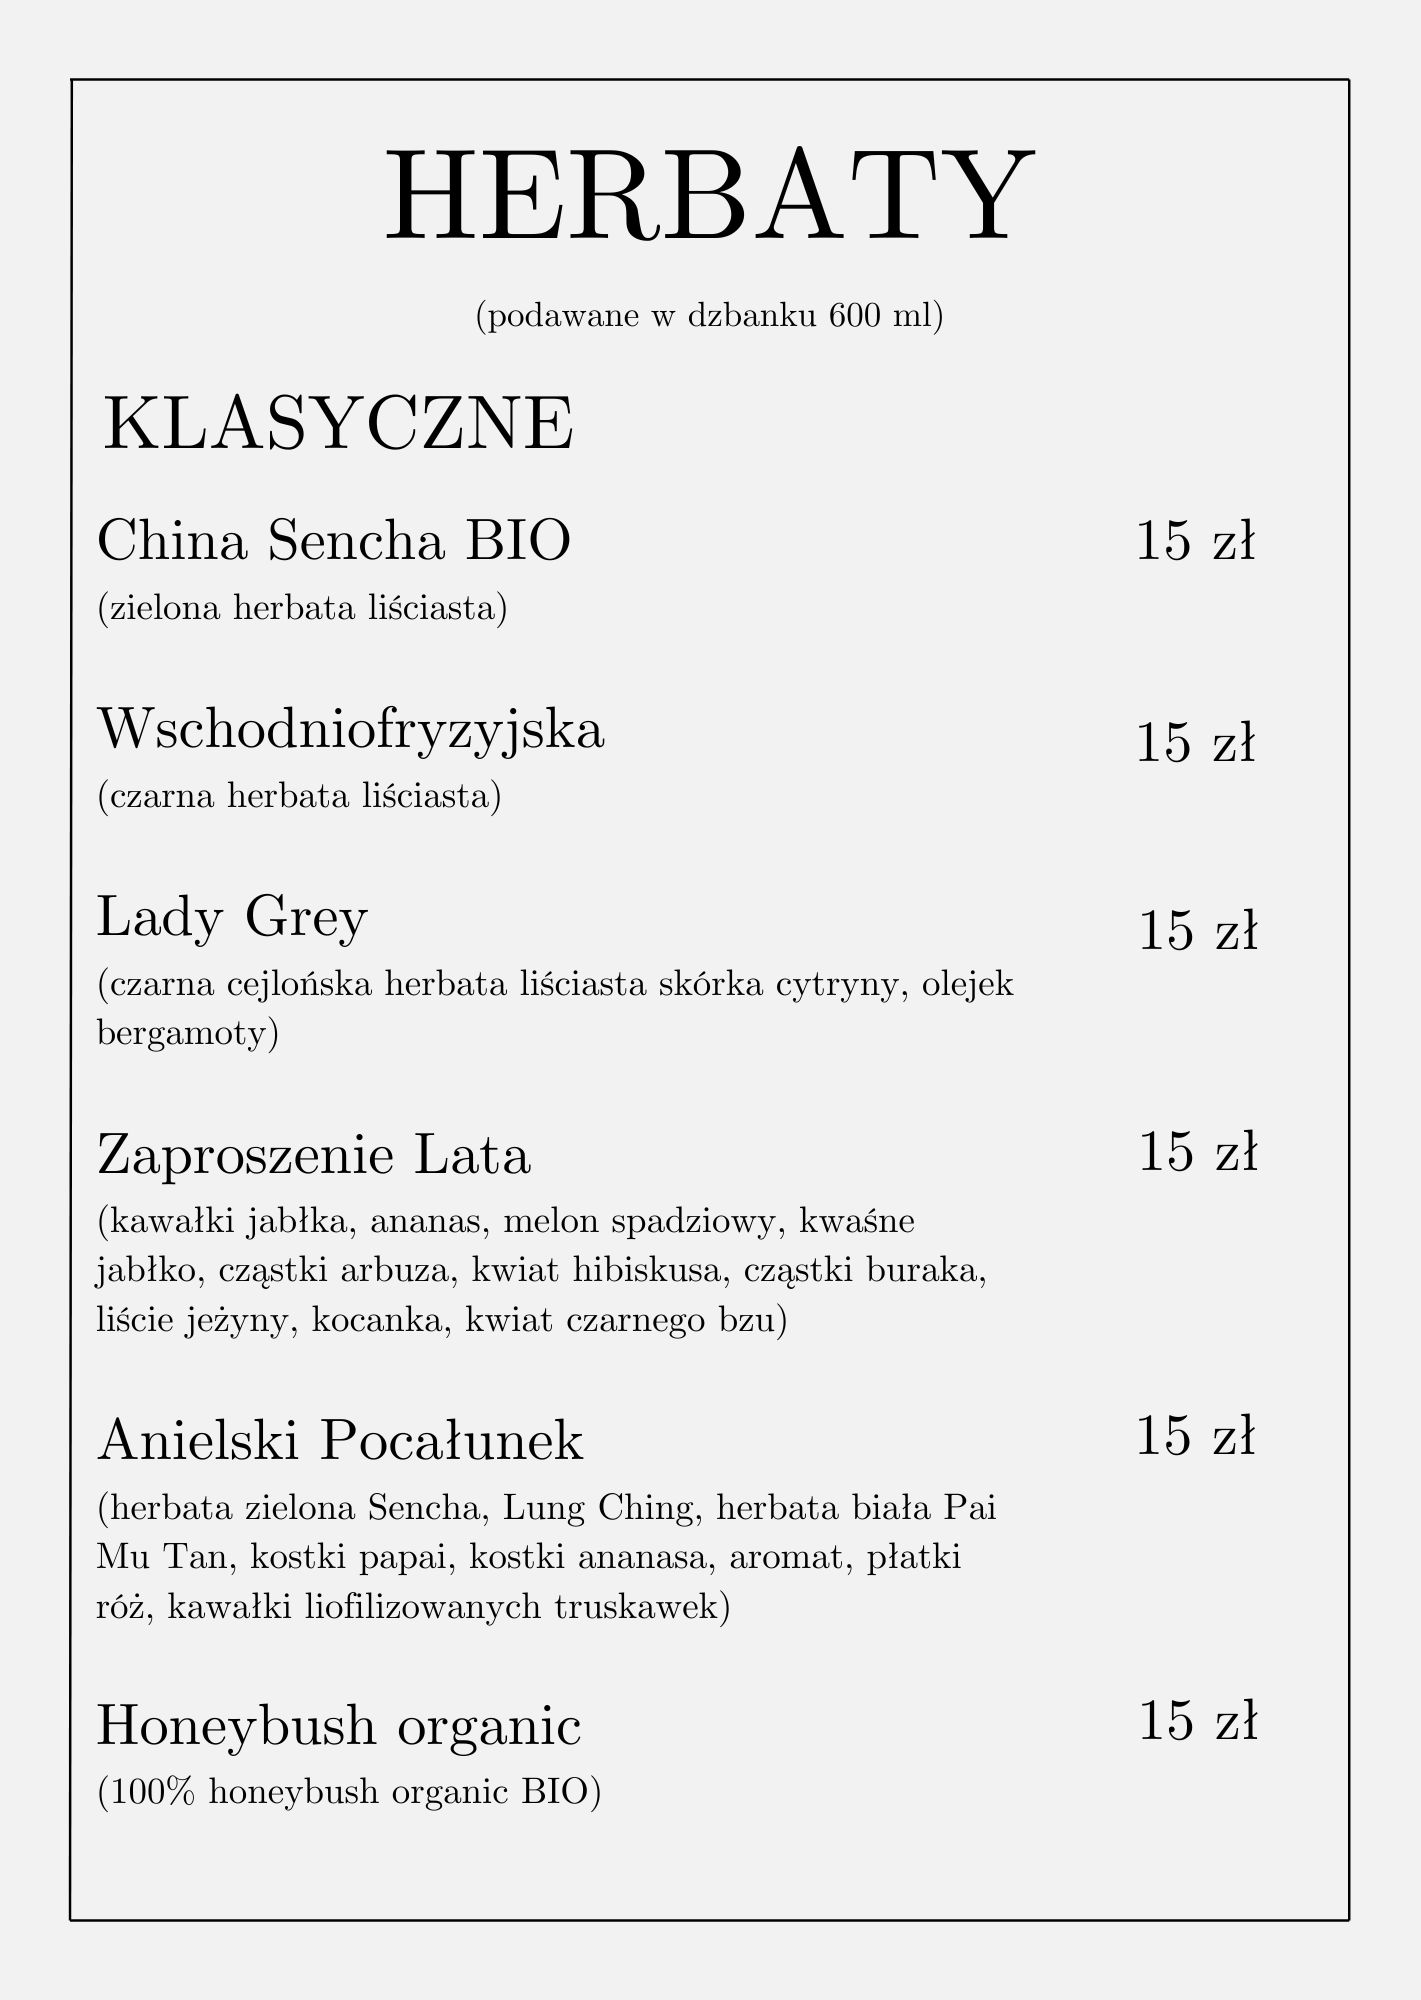 HERBATY
(podawane w dzbanku 600 ml)
KLASYCZNE
China Sencha BIO 15 zł
(zielona herbata liściasta)
Wschodniofryzyjska 15 zł
(czarna herbata liściasta)
Lady Grey 15 zł
(czarna cejlońska herbata liściasta skórka cytryny, olejek
bergamoty)
Zaproszenie Lata 15 zł
(kawałki jabłka, ananas, melon spadziowy, kwaśne
jabłko, cząstki arbuza, kwiat hibiskusa, cząstki buraka,
liście jeżyny, kocanka, kwiat czarnego bzu)
Anielski Pocałunek 15 zł
(herbata zielona Sencha, Lung Ching, herbata biała Pai
Mu Tan, kostki papai, kostki ananasa, aromat, płatki
róż, kawałki liofilizowanych truskawek)
Honeybush organic 15 zł
(100% honeybush organic BIO)